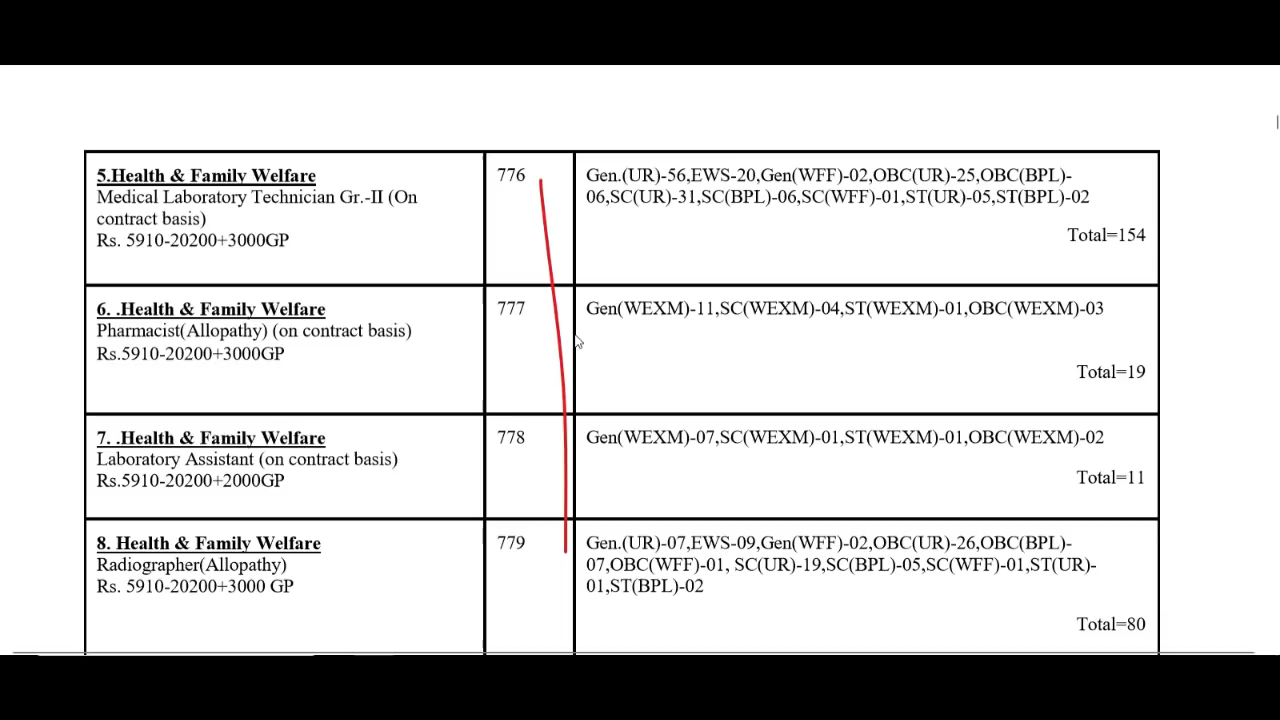 5.Health & Family Welfare
Medical Laboratory Technician Gr.-II (On
contract basis)
Rs. 5910-20200+3000GP
776
Gen.(UR)-56,EWS-20,Gen(WFF)-02,OBC(UR)-25,OBC(BPL)-
06,SC(UR)-31,SC(BPL)-06,SC(WFF)-01,ST(UR)-05,ST(BPL)-02
Total=154
6. .Health & Family Welfare
Pharmacist(Allopathy) (on contract basis)
Rs.5910-20200+3000GP
777
Gen(WEXM)-11,SC(WEXM)-04,ST(WEXM)-01,OBC(WEXM)-03
Total=19
7. .Health & Family Welfare
Laboratory Assistant (on contract basis)
Rs.5910-20200+2000GP
778
Gen(WEXM)-07,SC(WEXM)-01,ST(WEXM)-01,OBC(WEXM)-02
Total=11
8. Health & Family Welfare
Radiographer(Allopathy)
Rs. 5910-20200+3000 GP
779
Gen.(UR)-07,EWS-09,Gen(WFF)-02,OBC(UR)-26,OBC(BPL)-
07,OBC(WFF)-01, SC(UR)-19,SC(BPL)-05,SC(WFF)-01,ST(UR)-
01,ST(BPL)-02
Total=80